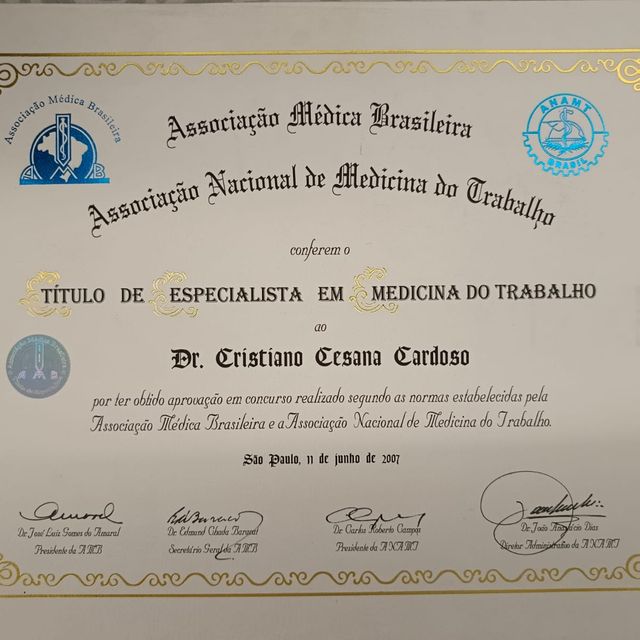 Associação Médica Brasileira
AMB
ANAMT
BRASIL
Associação Médica Brasileira
Associação Nacional de Medicina do Trabalho
conferem o
TÍTULO DE ESPECIALISTA EM MEDICINA DO TRABALHO
ao
Dr. Cristiano Cesana Cardoso
por ter obtido aprovação em concurso realizado segundo as normas estabelecidas pela
Associação Médica Brasileira e a Associação Nacional de Medicina do Trabalho.
São Paulo, 11 de junho de 2007
Dr. José Luiz Gomes do Amaral
Presidente da AMB
Dr. Edmund Chada Baracat
Secretário Geral da AMB
Dr. Carlos Roberto Campos
Presidente da ANAMT
Dr. João Anastácio Dias
Diretor Administrativo da ANAMT